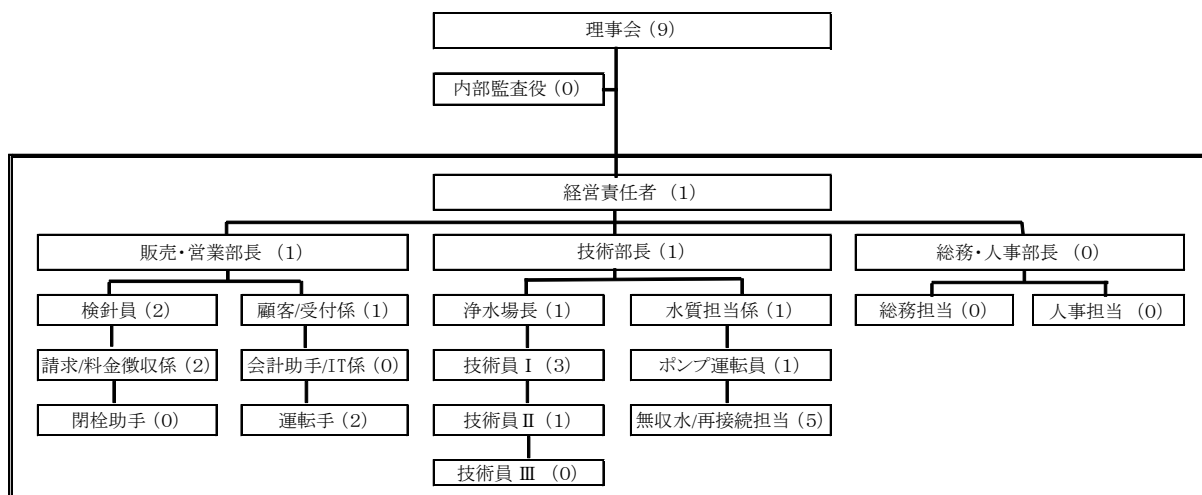 理事会 (9)
内部監査役 (0)
経営責任者 (1)
販売・営業部長 (1)
技術部長 (1)
総務・人事部長 (0)
検針員 (2)
顧客/受付係 (1)
浄水場長 (1)
水質担当係 (1)
総務担当 (0)
人事担当 (0)
請求/料金徴収係 (2)
会計助手/IT係 (0)
技術員 Ⅰ (3)
ポンプ運転員 (1)
閉栓助手 (0)
運転手 (2)
技術員 Ⅱ (1)
無収水/再接続担当 (5)
技術員 Ⅲ (0)